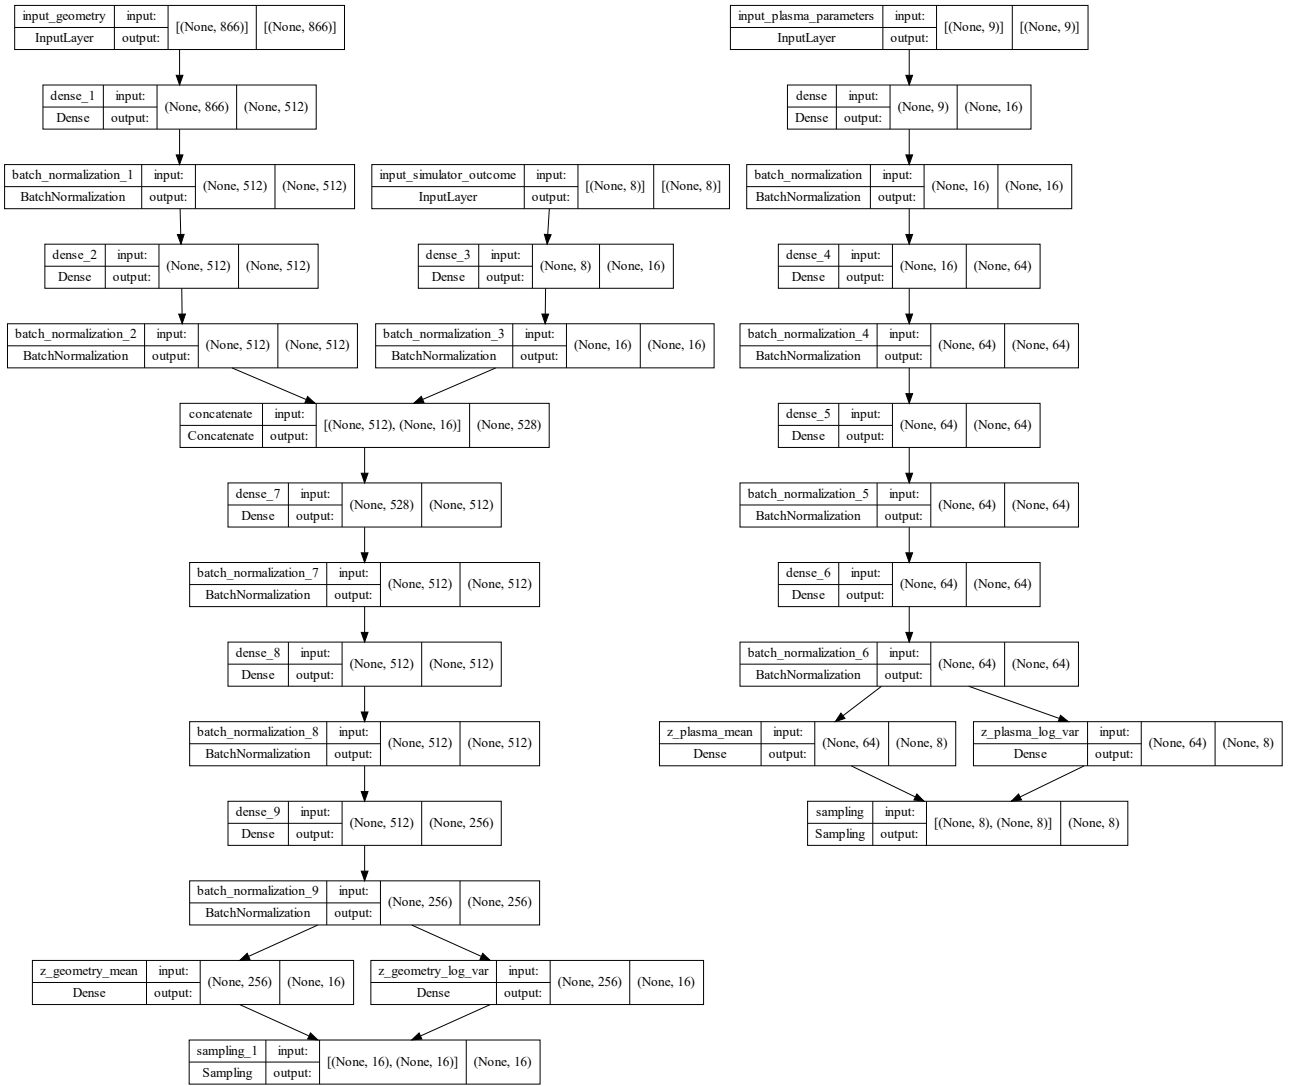 input_geometry input: [(None, 866)] [(None, 866)]
InputLayer output:
input_plasma_parameters input: [(None, 9)] [(None, 9)]
InputLayer output:
dense_1 input: (None, 866) (None, 512)
Dense output:
dense input: (None, 9) (None, 16)
Dense output:
batch_normalization_1 input: (None, 512) (None, 512)
BatchNormalization output:
input_simulator_outcome input: [(None, 8)] [(None, 8)]
InputLayer output:
batch_normalization input: (None, 16) (None, 16)
BatchNormalization output:
dense_2 input: (None, 512) (None, 512)
Dense output:
dense_3 input: (None, 8) (None, 16)
Dense output:
dense_4 input: (None, 16) (None, 64)
Dense output:
batch_normalization_2 input: (None, 512) (None, 512)
BatchNormalization output:
batch_normalization_3 input: (None, 16) (None, 16)
BatchNormalization output:
batch_normalization_4 input: (None, 64) (None, 64)
BatchNormalization output:
concatenate input: [(None, 512), (None, 16)] (None, 528)
Concatenate output:
dense_5 input: (None, 64) (None, 64)
Dense output:
dense_7 input: (None, 528) (None, 512)
Dense output:
batch_normalization_5 input: (None, 64) (None, 64)
BatchNormalization output:
batch_normalization_7 input: (None, 512) (None, 512)
BatchNormalization output:
dense_6 input: (None, 64) (None, 64)
Dense output:
dense_8 input: (None, 512) (None, 512)
Dense output:
batch_normalization_6 input: (None, 64) (None, 64)
BatchNormalization output:
batch_normalization_8 input: (None, 512) (None, 512)
BatchNormalization output:
z_plasma_mean input: (None, 64) (None, 8)
Dense output:
z_plasma_log_var input: (None, 64) (None, 8)
Dense output:
dense_9 input: (None, 512) (None, 256)
Dense output:
sampling input: [(None, 8), (None, 8)] (None, 8)
Sampling output:
batch_normalization_9 input: (None, 256) (None, 256)
BatchNormalization output:
z_geometry_mean input: (None, 256) (None, 16)
Dense output:
z_geometry_log_var input: (None, 256) (None, 16)
Dense output:
sampling_1 input: [(None, 16), (None, 16)] (None, 16)
Sampling output: